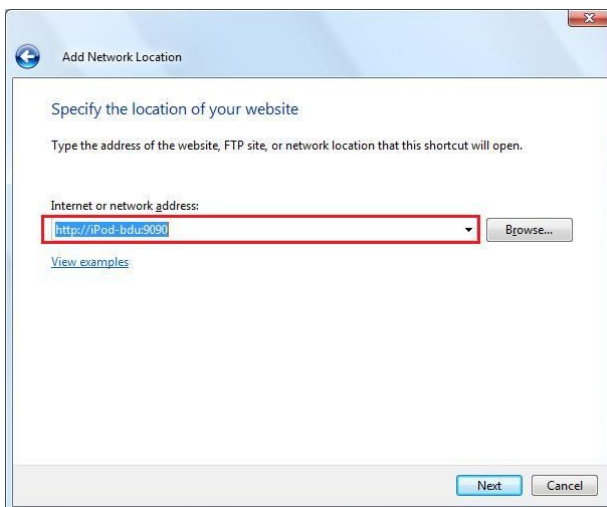 Add Network Location
Specify the location of your website
Type the address of the website, FTP site, or network location that this shortcut will open.
Internet or network address:
http://iPod-bdu:9090
Browse...
View examples
Next
Cancel